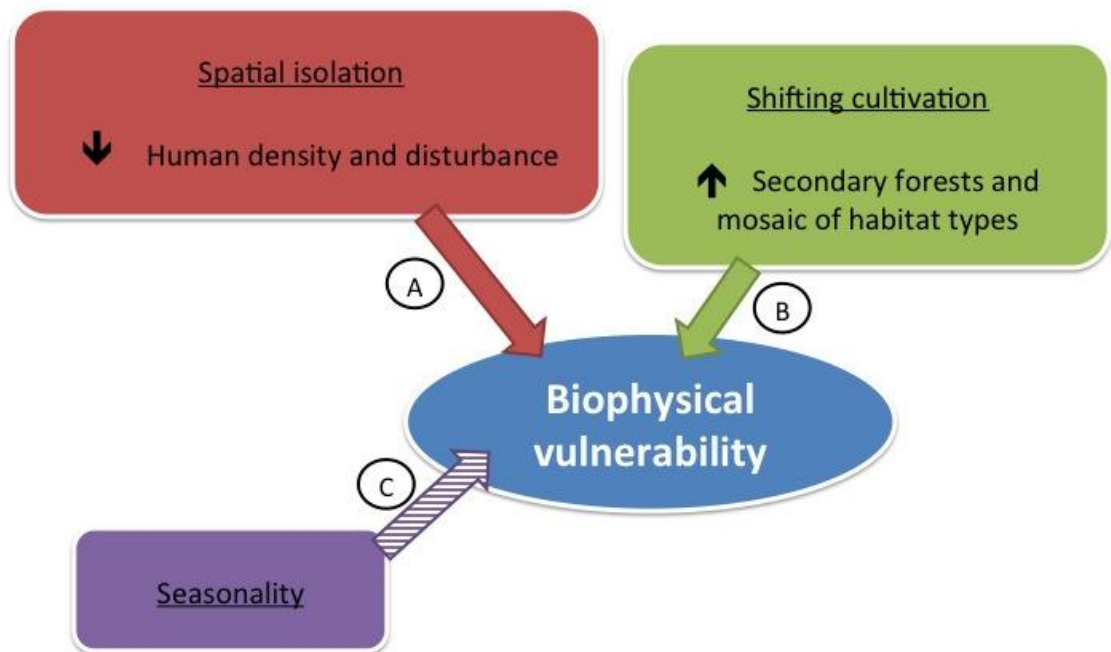 Spatial isolation
↓ Human density and disturbance
Shifting cultivation
↑ Secondary forests and
mosaic of habitat types
A
B
Biophysical
vulnerability
C
Seasonality